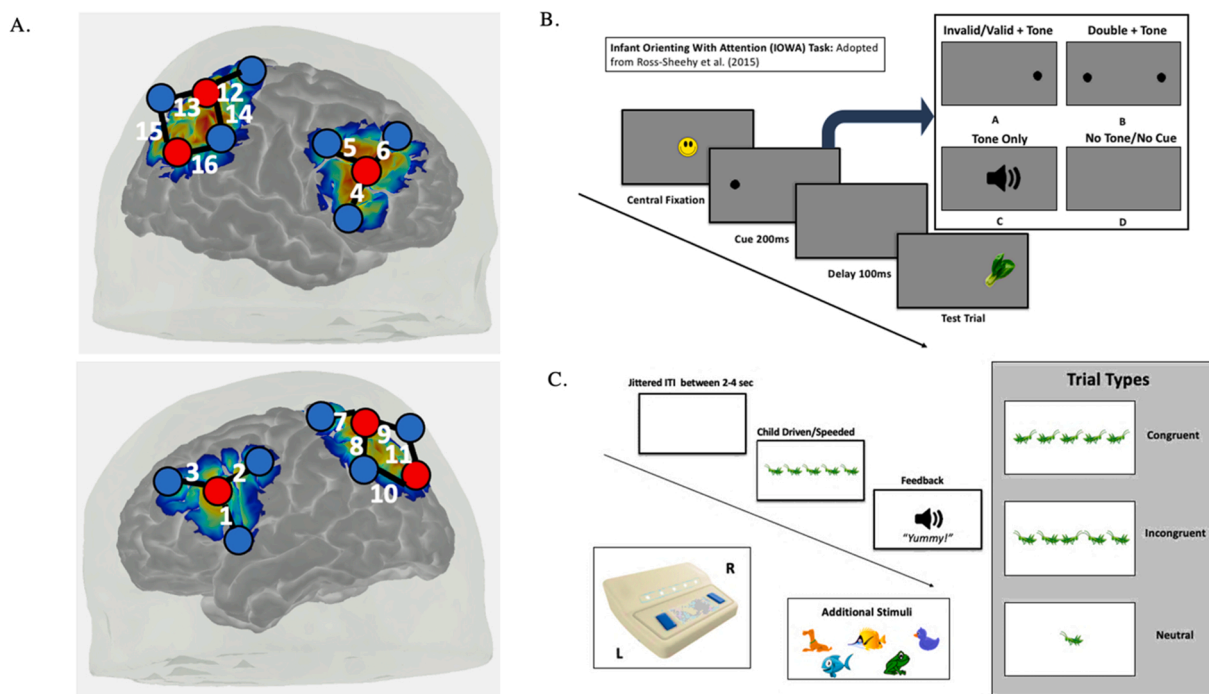 A.
12
13
14
15
16
5
6
4
7
9
8
11
10
3
2
1
B.
Infant Orienting With Attention (IOWA) Task: Adopted
from Ross-Sheehy et al. (2015)
Central Fixation
Cue 200ms
Delay 100ms
Test Trial
Invalid/Valid + Tone
Double + Tone
A
B
Tone Only
No Tone/No Cue
C
D
C.
Jittered ITI between 2-4 sec
Child Driven/Speeded
Feedback
"Yummy!"
R
L
Additional Stimuli
Trial Types
Congruent
Incongruent
Neutral